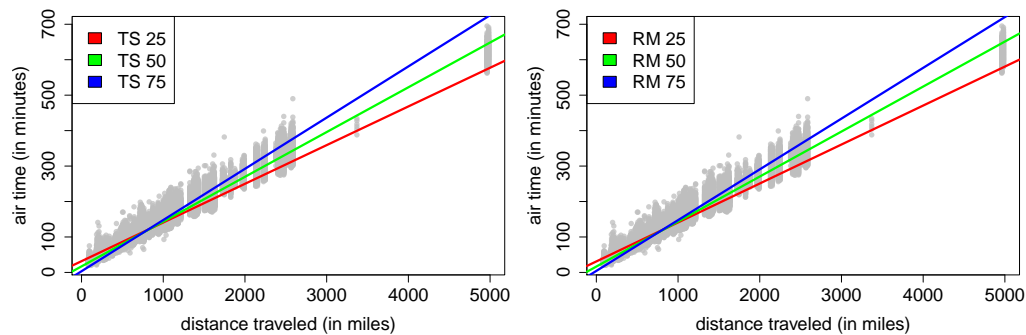 700
500
300
100
0
air time (in minutes)
TS 25
TS 50
TS 75
0 1000 2000 3000 4000 5000
distance traveled (in miles)
700
500
300
100
0
air time (in minutes)
RM 25
RM 50
RM 75
0 1000 2000 3000 4000 5000
distance traveled (in miles)